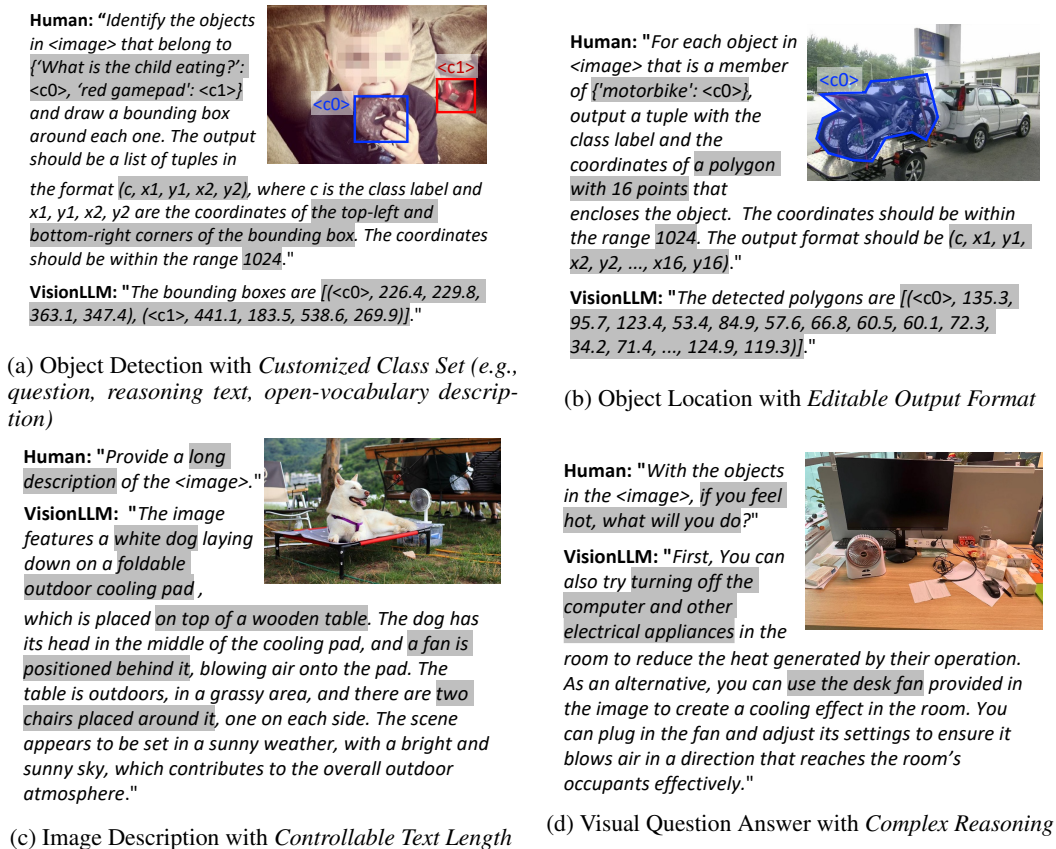 Human: “Identify the objects
in <image> that belong to
{‘What is the child eating?’:
<c0>, ‘red gamepad': <c1>}
and draw a bounding box
around each one. The output
should be a list of tuples in
the format (c, x1, y1, x2, y2), where c is the class label and
x1, y1, x2, y2 are the coordinates of the top-left and
bottom-right corners of the bounding box. The coordinates
should be within the range 1024."
<c0>
<c1>
VisionLLM: "The bounding boxes are [(<c0>, 226.4, 229.8,
363.1, 347.4), (<c1>, 441.1, 183.5, 538.6, 269.9)]."
(a) Object Detection with Customized Class Set (e.g.,
question, reasoning text, open-vocabulary descrip-
tion)
Human: "For each object in
<image> that is a member
of {'motorbike': <c0>},
output a tuple with the
class label and the
coordinates of a polygon
with 16 points that
encloses the object. The coordinates should be within
the range 1024. The output format should be (c, x1, y1,
x2, y2, ..., x16, y16)."
<c0>
VisionLLM: "The detected polygons are [(<c0>, 135.3,
95.7, 123.4, 53.4, 84.9, 57.6, 66.8, 60.5, 60.1, 72.3,
34.2, 71.4, ..., 124.9, 119.3)]."
(b) Object Location with Editable Output Format
Human: "Provide a long
description of the <image>."
VisionLLM: "The image
features a white dog laying
down on a foldable
outdoor cooling pad ,
which is placed on top of a wooden table. The dog has
its head in the middle of the cooling pad, and a fan is
positioned behind it, blowing air onto the pad. The
table is outdoors, in a grassy area, and there are two
chairs placed around it, one on each side. The scene
appears to be set in a sunny weather, with a bright and
sunny sky, which contributes to the overall outdoor
atmosphere."
(c) Image Description with Controllable Text Length
Human: "With the objects
in the <image>, if you feel
hot, what will you do?"
VisionLLM: "First, You can
also try turning off the
computer and other
electrical appliances in the
room to reduce the heat generated by their operation.
As an alternative, you can use the desk fan provided in
the image to create a cooling effect in the room. You
can plug in the fan and adjust its settings to ensure it
blows air in a direction that reaches the room’s
occupants effectively."
(d) Visual Question Answer with Complex Reasoning